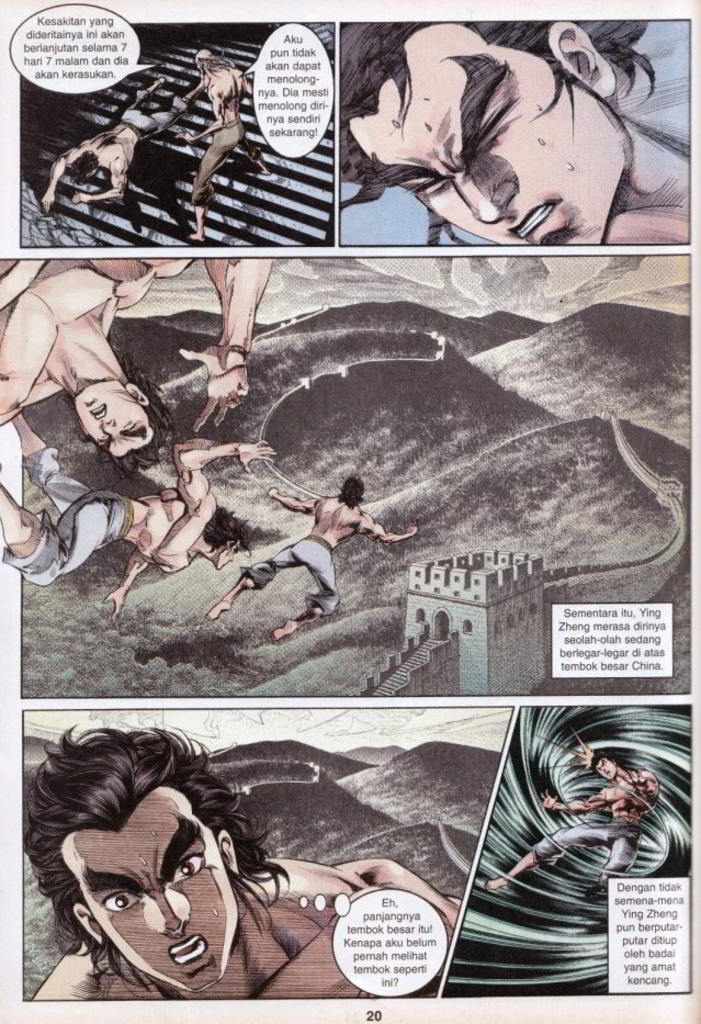 Kesakitan yang
dideritainya ini akan
berlanjutan selama 7
hari 7 malam dan dia
akan kerasukan.
Aku
pun tidak
akan dapat
menolong-
nya. Dia mesti
menolong diri-
nya sendiri
sekarang!
Sementara itu, Ying
Zheng merasa dirinya
seolah-olah sedang
berlegar-legar di atas
tembok besar China.
Eh,
panjangnya
tembok besar itu!
Kenapa aku belum
pernah melihat
tembok seperti
ini?
Dengan tidak
semena-mena
Ying Zheng
pun berputar-
putar ditiup
oleh badai
yang amat
kencang.
20